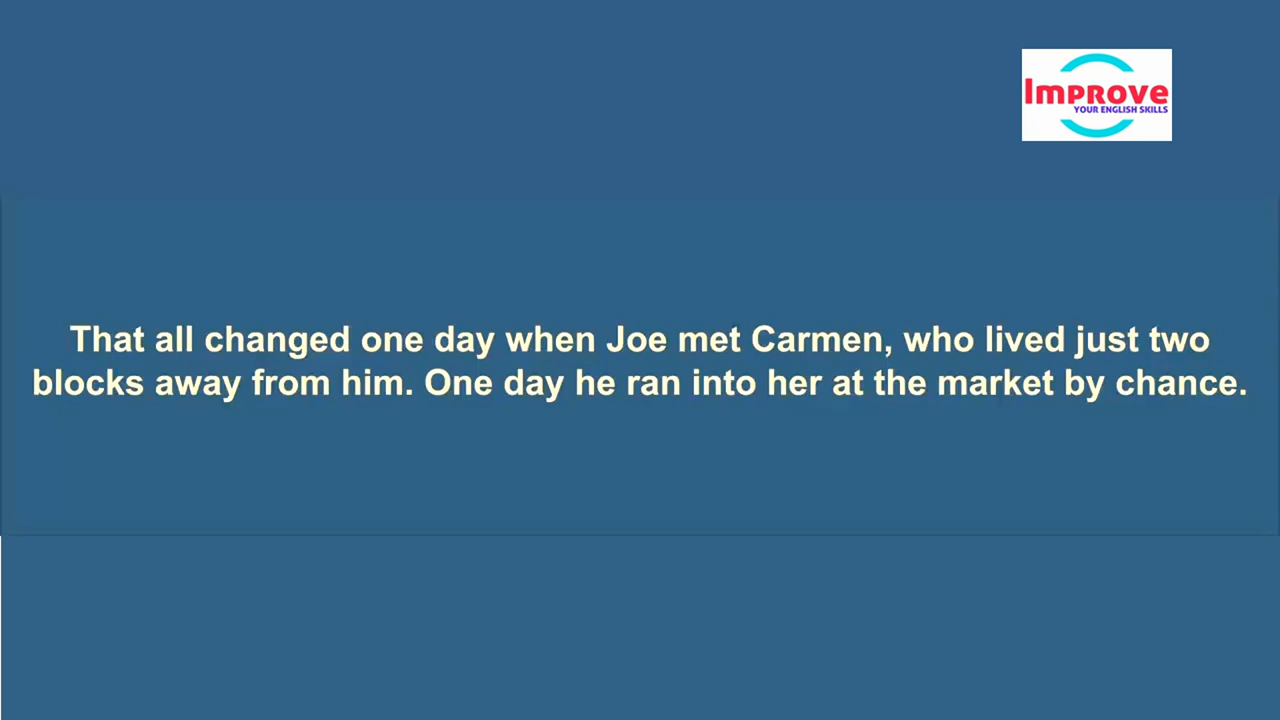 Improve
YOUR ENGLISH SKILLS
That all changed one day when Joe met Carmen, who lived just two
blocks away from him. One day he ran into her at the market by chance.